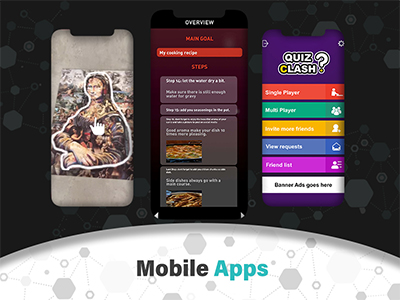 OVERVIEW
MAIN GOAL
My cooking recipe
STEPS
Step 14. let the water dry a bit.
Make sure there is still enough
water for gravy
Step 15. add you seasonings in the pot.
Good aroma make your dish to
times more pleasuring.
Side dishes always go with a
main course.
QUIZ
CLASH
?
Single Player
Multi Player
Invite more friends
View requests
Friend list
Banner Ads goes here
Mobile Apps